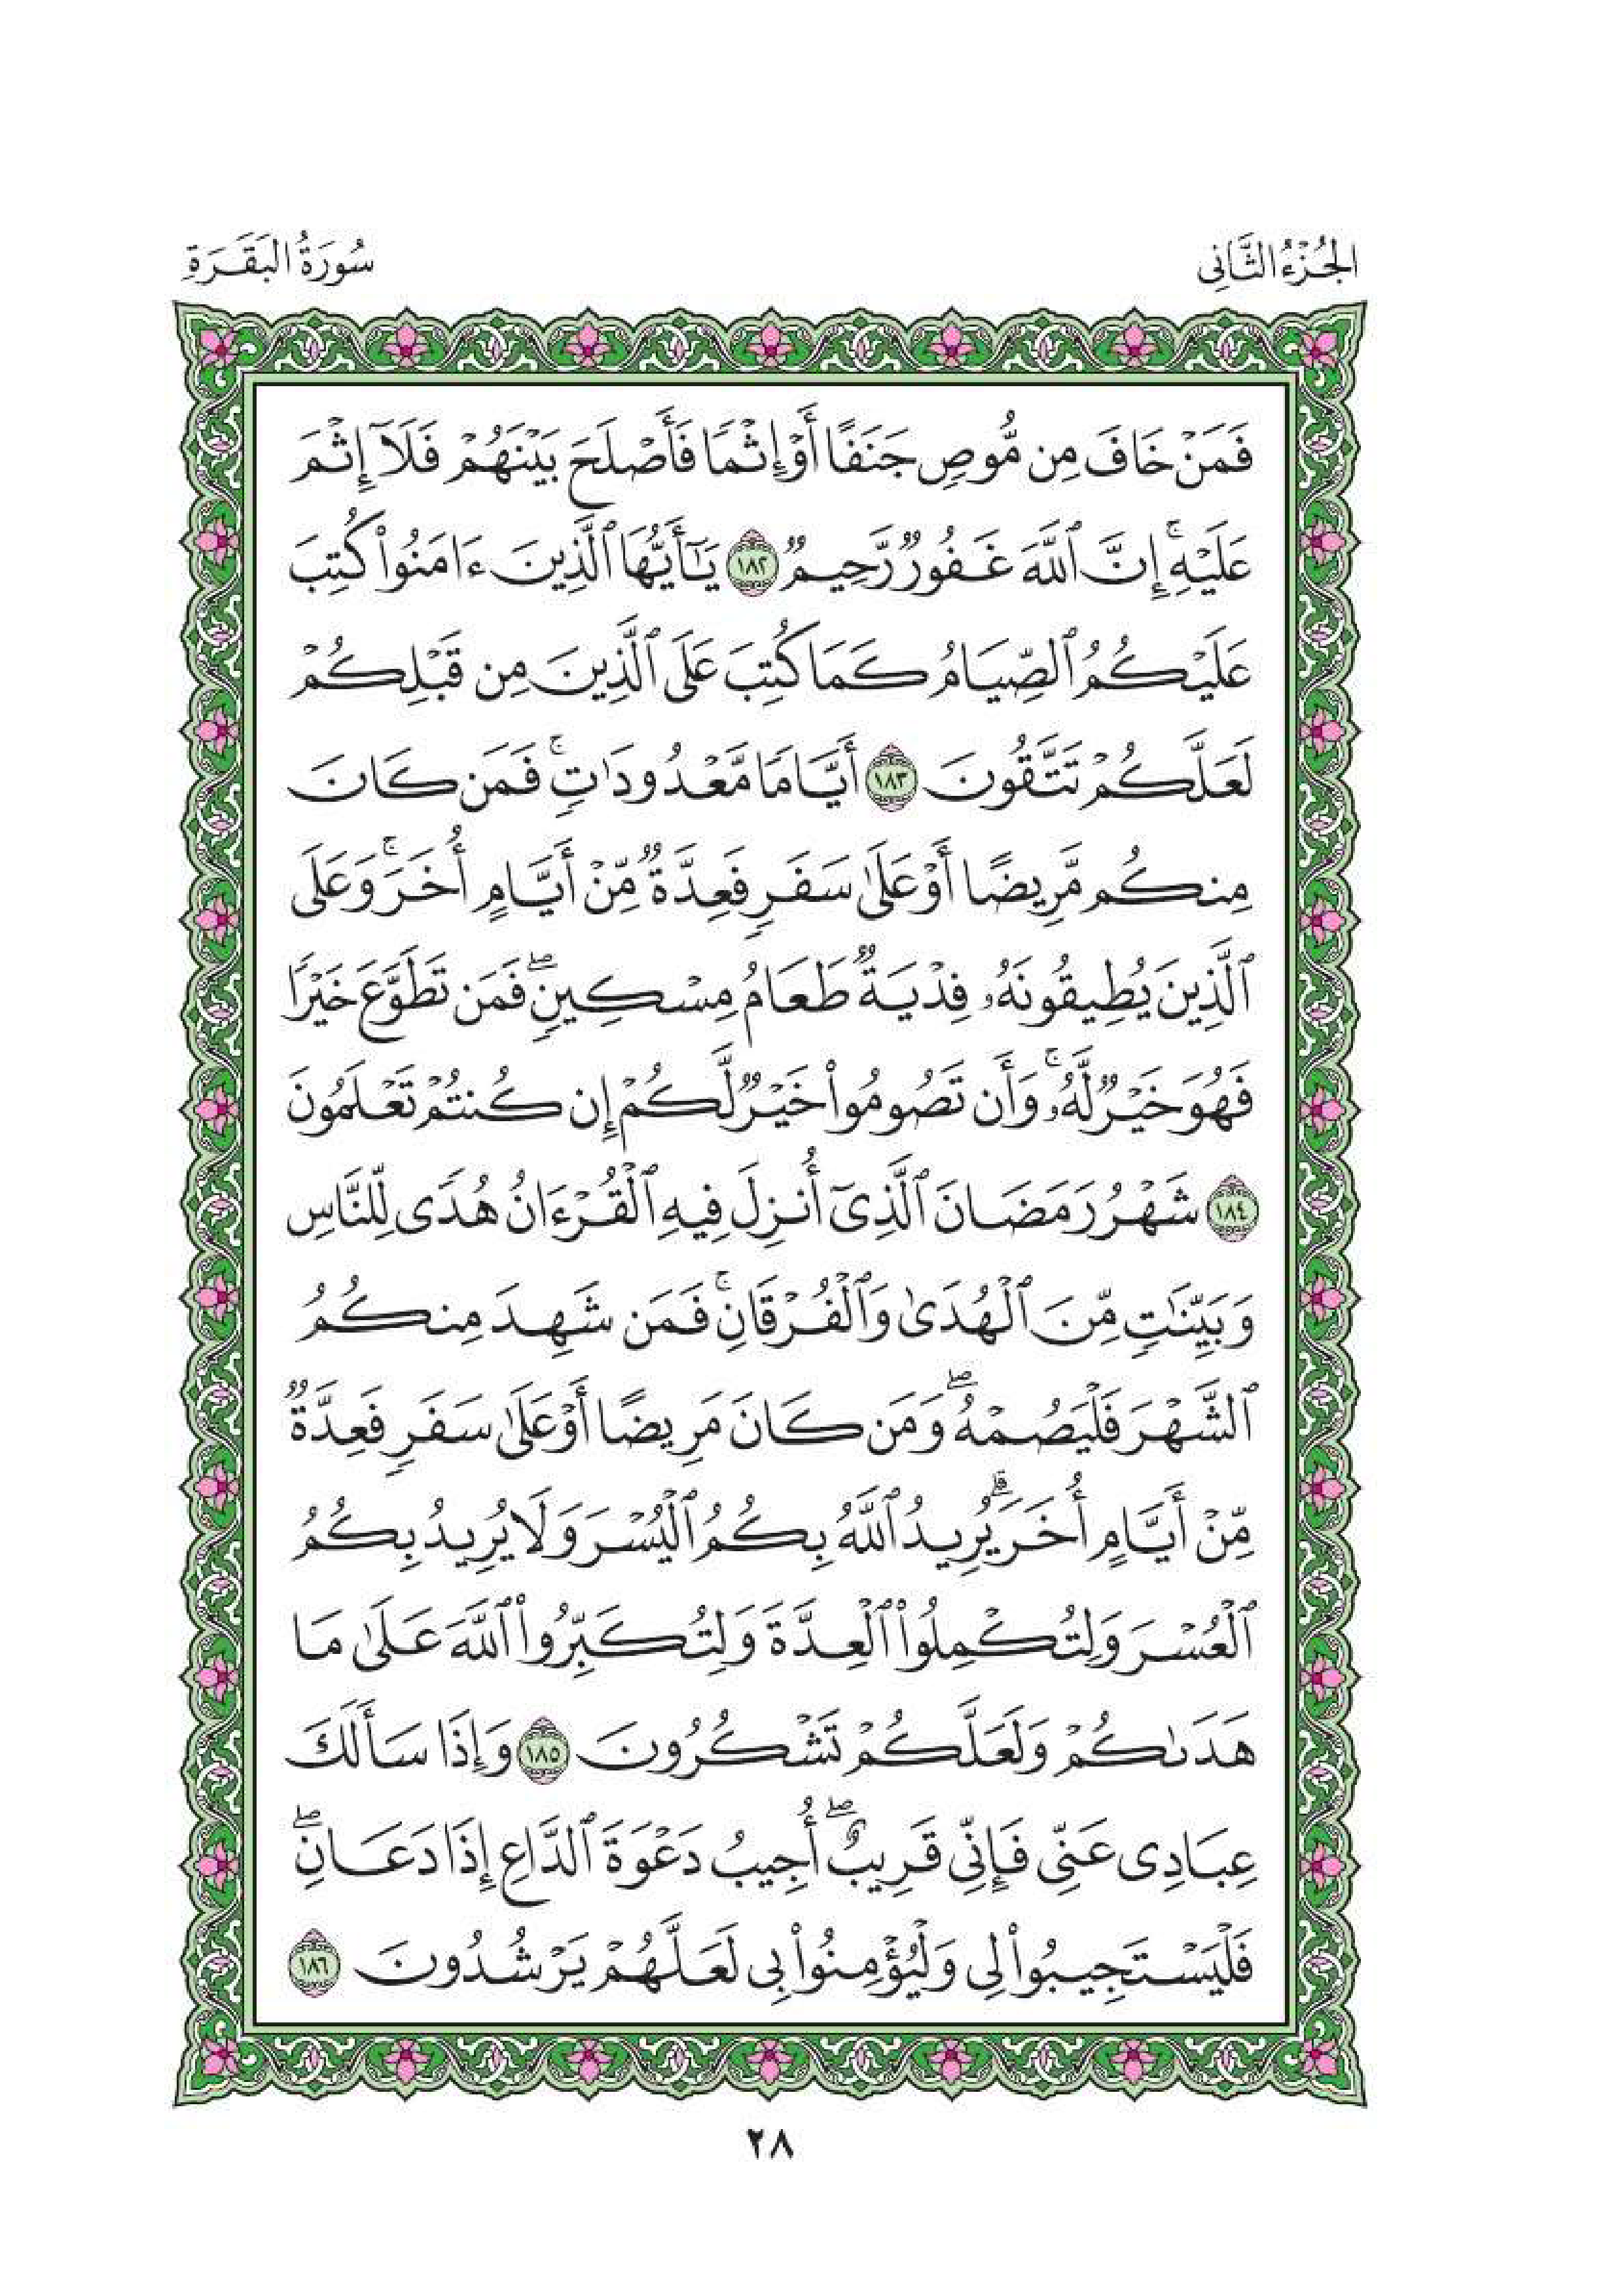 الجُزْءُ الثَّانِى
سُورَةُ البَقَرَةِ
فَمَنْ خَافَ مِن مُّوصٍ جَنَفًا أَوْ إِثْمًا فَأَصْلَحَ بَيْنَهُمْ فَلَآ إِثْمَ
عَلَيْهِ ۚ إِنَّ ٱللَّهَ غَفُورٌ رَّحِيمٌ ١٨٢ يَـٰٓأَيُّهَا ٱلَّذِينَ ءَامَنُوا۟ كُتِبَ
عَلَيْكُمُ ٱلصِّيَامُ كَمَا كُتِبَ عَلَى ٱلَّذِينَ مِن قَبْلِكُمْ
لَعَلَّكُمْ تَتَّقُونَ ١٨٣ أَيَّامًا مَّعْدُودَٰتٍ ۚ فَمَن كَانَ
مِنكُم مَّرِيضًا أَوْ عَلَىٰ سَفَرٍ فَعِدَّةٌ مِّنْ أَيَّامٍ أُخَرَ ۚ وَعَلَى
ٱلَّذِينَ يُطِيقُونَهُۥ فِدْيَةٌ طَعَامُ مِسْكِينٍ ۖ فَمَن تَطَوَّعَ خَيْرًا
فَهُوَ خَيْرٌ لَّهُۥ ۚ وَأَن تَصُومُوا۟ خَيْرٌ لَّكُمْ إِن كُنتُمْ تَعْلَمُونَ
١٨٤ شَهْرُ رَمَضَانَ ٱلَّذِىٓ أُنزِلَ فِيهِ ٱلْقُرْءَانُ هُدًى لِّلنَّاسِ
وَبَيِّنَـٰتٍ مِّنَ ٱلْهُدَىٰ وَٱلْفُرْقَانِ ۚ فَمَن شَهِدَ مِنكُمُ
ٱلشَّهْرَ فَلْيَصُمْهُ ۖ وَمَن كَانَ مَرِيضًا أَوْ عَلَىٰ سَفَرٍ فَعِدَّةٌ
مِّنْ أَيَّامٍ أُخَرَ ۗ يُرِيدُ ٱللَّهُ بِكُمُ ٱلْيُسْرَ وَلَا يُرِيدُ بِكُمُ
ٱلْعُسْرَ وَلِتُكْمِلُوا۟ ٱلْعِدَّةَ وَلِتُكَبِّرُوا۟ ٱللَّهَ عَلَىٰ مَا
هَدَىٰكُمْ وَلَعَلَّكُمْ تَشْكُرُونَ ١٨٥ وَإِذَا سَأَلَكَ
عِبَادِى عَنِّى فَإِنِّى قَرِيبٌ ۖ أُجِيبُ دَعْوَةَ ٱلدَّاعِ إِذَا دَعَانِ ۖ
فَلْيَسْتَجِيبُوا۟ لِى وَلْيُؤْمِنُوا۟ بِى لَعَلَّهُمْ يَرْشُدُونَ ١٨٦
٢٨